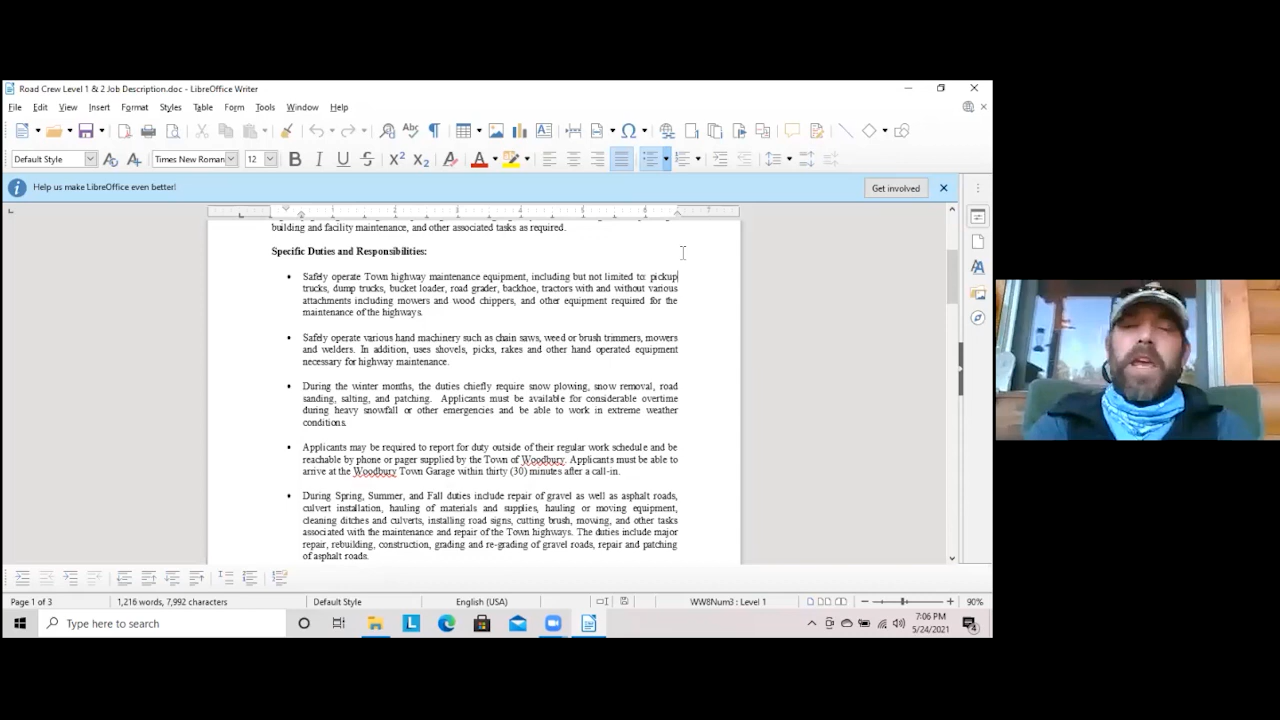 Road Crew Level 1 & 2 Job Description.doc - LibreOffice Writer
File Edit View Insert Format Styles Table Form Tools Window Help
Default Style Times New Roman 12
Help us make LibreOffice even better! Get involved
1 2 3 4 5 6 7
building and facility maintenance, and other associated tasks as required.
Specific Duties and Responsibilities:
• Safely operate Town highway maintenance equipment, including but not limited to: pickup
trucks, dump trucks, bucket loader, road grader, backhoe, tractors with and without various
attachments including mowers and wood chippers, and other equipment required for the
maintenance of the highways.
• Safely operate various hand machinery such as chain saws, weed or brush trimmers, mowers
and welders. In addition, uses shovels, picks, rakes and other hand operated equipment
necessary for highway maintenance.
• During the winter months, the duties chiefly require snow plowing, snow removal, road
sanding, salting, and patching. Applicants must be available for considerable overtime
during heavy snowfall or other emergencies and be able to work in extreme weather
conditions.
• Applicants may be required to report for duty outside of their regular work schedule and be
reachable by phone or pager supplied by the Town of Woodbury. Applicants must be able to
arrive at the Woodbury Town Garage within thirty (30) minutes after a call-in.
• During Spring, Summer, and Fall duties include repair of gravel as well as asphalt roads,
culvert installation, hauling of materials and supplies, hauling or moving equipment,
cleaning ditches and culverts, installing road signs, cutting brush, mowing, and other tasks
associated with the maintenance and repair of the Town highways. The duties include major
repair, rebuilding, construction, grading and re-grading of gravel roads, repair and patching
of asphalt roads.
Page 1 of 3 1,216 words, 7,992 characters Default Style English (USA) WW8Num3 : Level 1 90%
Type here to search 7:06 PM
5/24/2021